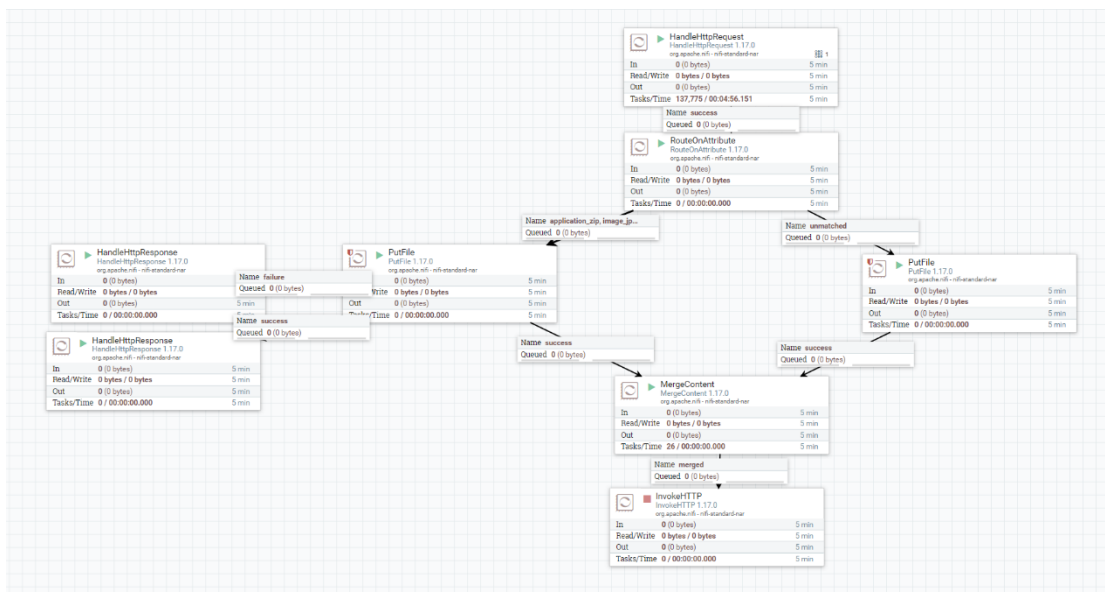 HandleHttpRequest
HandleHttpRequest 1.17.0
org.apache.nifi - nifi-standard-nar
1
In 0 (0 bytes) 5 min
Read/Write 0 bytes / 0 bytes 5 min
Out 0 (0 bytes) 5 min
Tasks/Time 137,775 / 00:04:56.151 5 min
Name success
Queued 0 (0 bytes)
RouteOnAttribute
RouteOnAttribute 1.17.0
org.apache.nifi - nifi-standard-nar
In 0 (0 bytes) 5 min
Read/Write 0 bytes / 0 bytes 5 min
Out 0 (0 bytes) 5 min
Tasks/Time 0 / 00:00:00.000 5 min
Name application_zip, image_jp...
Queued 0 (0 bytes)
Name unmatched
Queued 0 (0 bytes)
HandleHttpResponse
HandleHttpResponse 1.17.0
org.apache.nifi - nifi-standard-nar
In 0 (0 bytes)
Read/Write 0 bytes / 0 bytes
Out 0 (0 bytes) 5 min
Tasks/Time 0 / 00:00:00.000
Name failure
Queued 0 (0 bytes)
Name success
Queued 0 (0 bytes)
PutFile
PutFile 1.17.0
org.apache.nifi - nifi-standard-nar
0 (0 bytes) 5 min
Write 0 bytes / 0 bytes 5 min
Out 0 (0 bytes) 5 min
Tasks/Time 0 / 00:00:00.000 5 min
PutFile
PutFile 1.17.0
org.apache.nifi - nifi-standard-nar
In 0 (0 bytes) 5 min
Read/Write 0 bytes / 0 bytes 5 min
Out 0 (0 bytes) 5 min
Tasks/Time 0 / 00:00:00.000 5 min
HandleHttpResponse
HandleHttpResponse 1.17.0
org.apache.nifi - nifi-standard-nar
In 0 (0 bytes) 5 min
Read/Write 0 bytes / 0 bytes 5 min
Out 0 (0 bytes) 5 min
Tasks/Time 0 / 00:00:00.000 5 min
Name success
Queued 0 (0 bytes)
Name success
Queued 0 (0 bytes)
MergeContent
MergeContent 1.17.0
org.apache.nifi - nifi-standard-nar
In 0 (0 bytes) 5 min
Read/Write 0 bytes / 0 bytes 5 min
Out 0 (0 bytes) 5 min
Tasks/Time 26 / 00:00:00.000 5 min
Name merged
Queued 0 (0 bytes)
InvokeHTTP
InvokeHTTP 1.17.0
org.apache.nifi - nifi-standard-nar
In 0 (0 bytes) 5 min
Read/Write 0 bytes / 0 bytes 5 min
Out 0 (0 bytes) 5 min
Tasks/Time 0 / 00:00:00.000 5 min